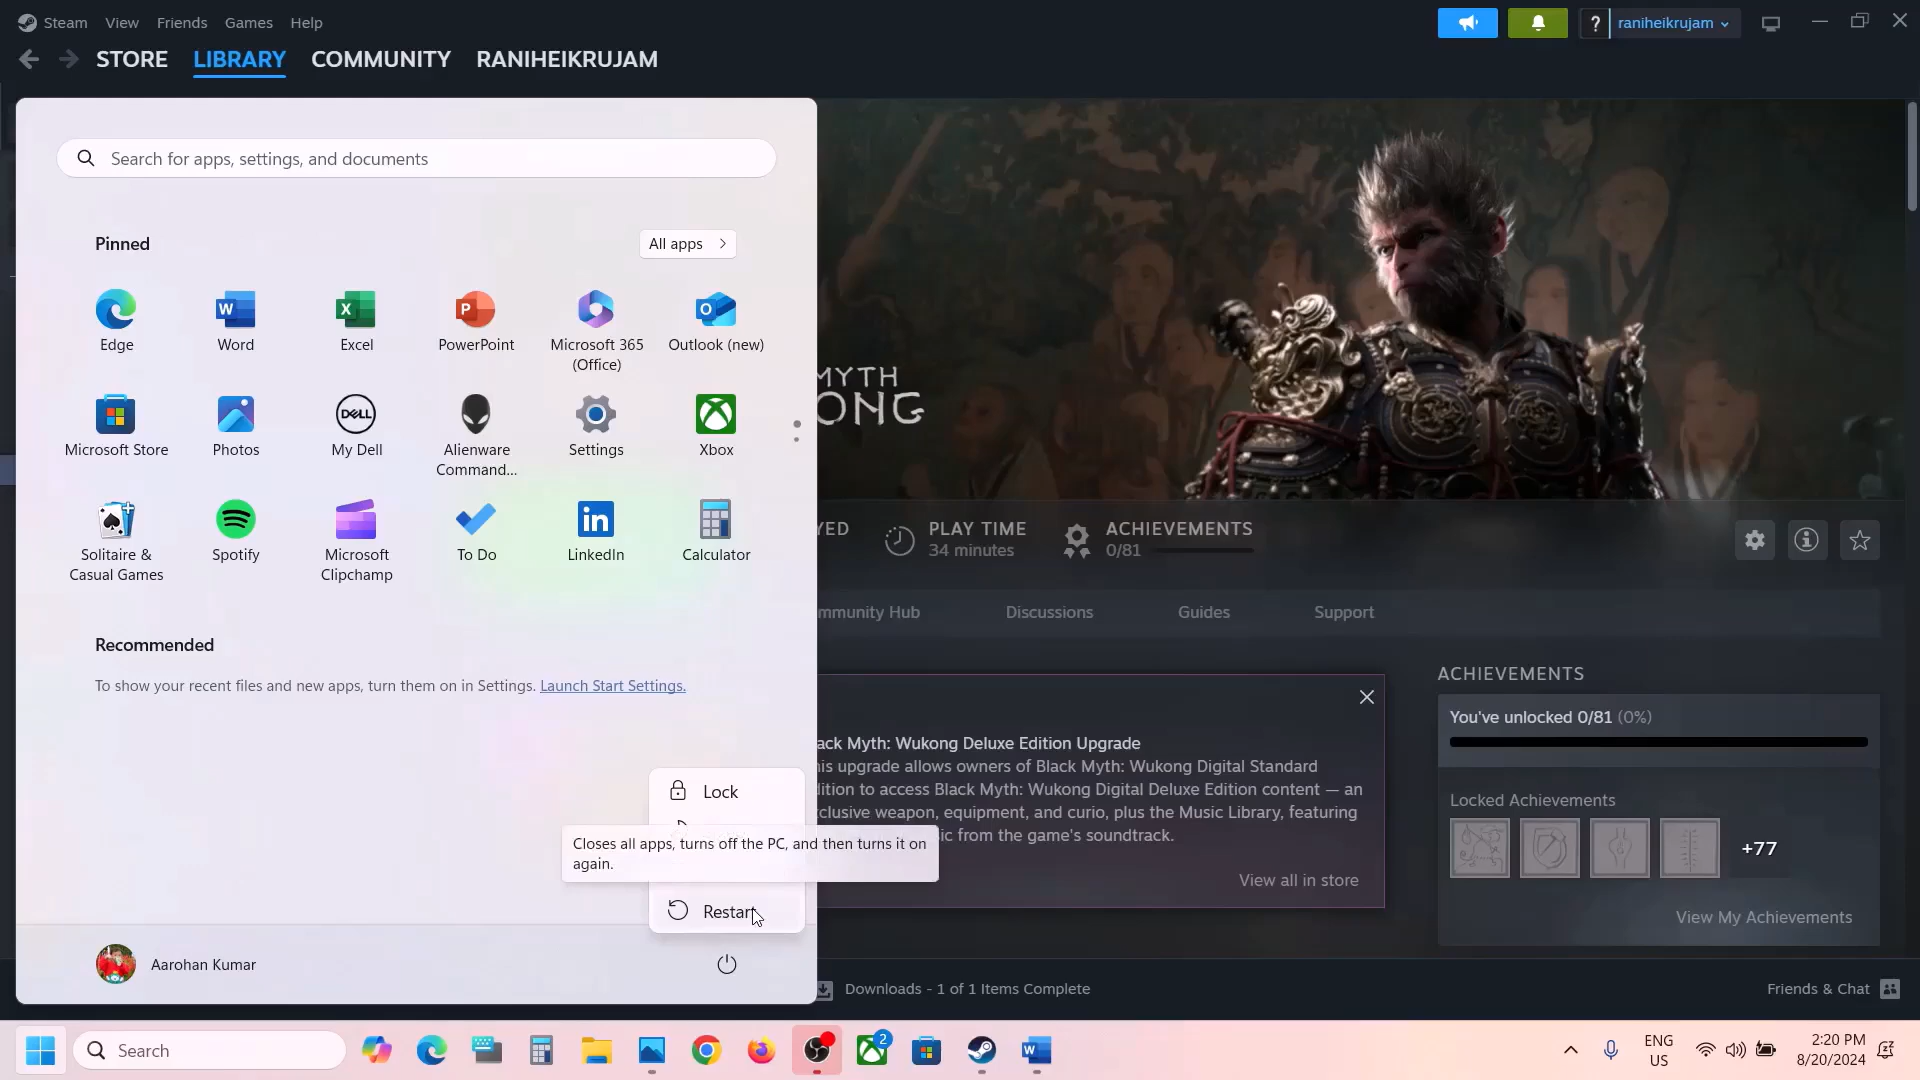 Steam View Friends Games Help
? raniheikrujam
STORE LIBRARY COMMUNITY RANIHEIKRUJAM
Search for apps, settings, and documents
Pinned
All apps
Edge
Word
Excel
PowerPoint
Microsoft 365
(Office)
Outlook (new)
Microsoft Store
Photos
DELL
My Dell
Alienware
Command...
Settings
Xbox
Solitaire &
Casual Games
Spotify
Microsoft
Clipchamp
To Do
LinkedIn
Calculator
Recommended
To show your recent files and new apps, turn them on in Settings. Launch Start Settings.
Lock
Closes all apps, turns off the PC, and then turns it on
again.
Restart
Aarohan Kumar
MYTH
ONG
YED
PLAY TIME
34 minutes
ACHIEVEMENTS
0/81
mmunity Hub
Discussions
Guides
Support
ack Myth: Wukong Deluxe Edition Upgrade
his upgrade allows owners of Black Myth: Wukong Digital Standard
dition to access Black Myth: Wukong Digital Deluxe Edition content — an
xclusive weapon, equipment, and curio, plus the Music Library, featuring
ic from the game's soundtrack.
View all in store
ACHIEVEMENTS
You've unlocked 0/81 (0%)
Locked Achievements
+77
View My Achievements
Downloads - 1 of 1 Items Complete
Friends & Chat
Search
2
ENG
US
2:20 PM
8/20/2024